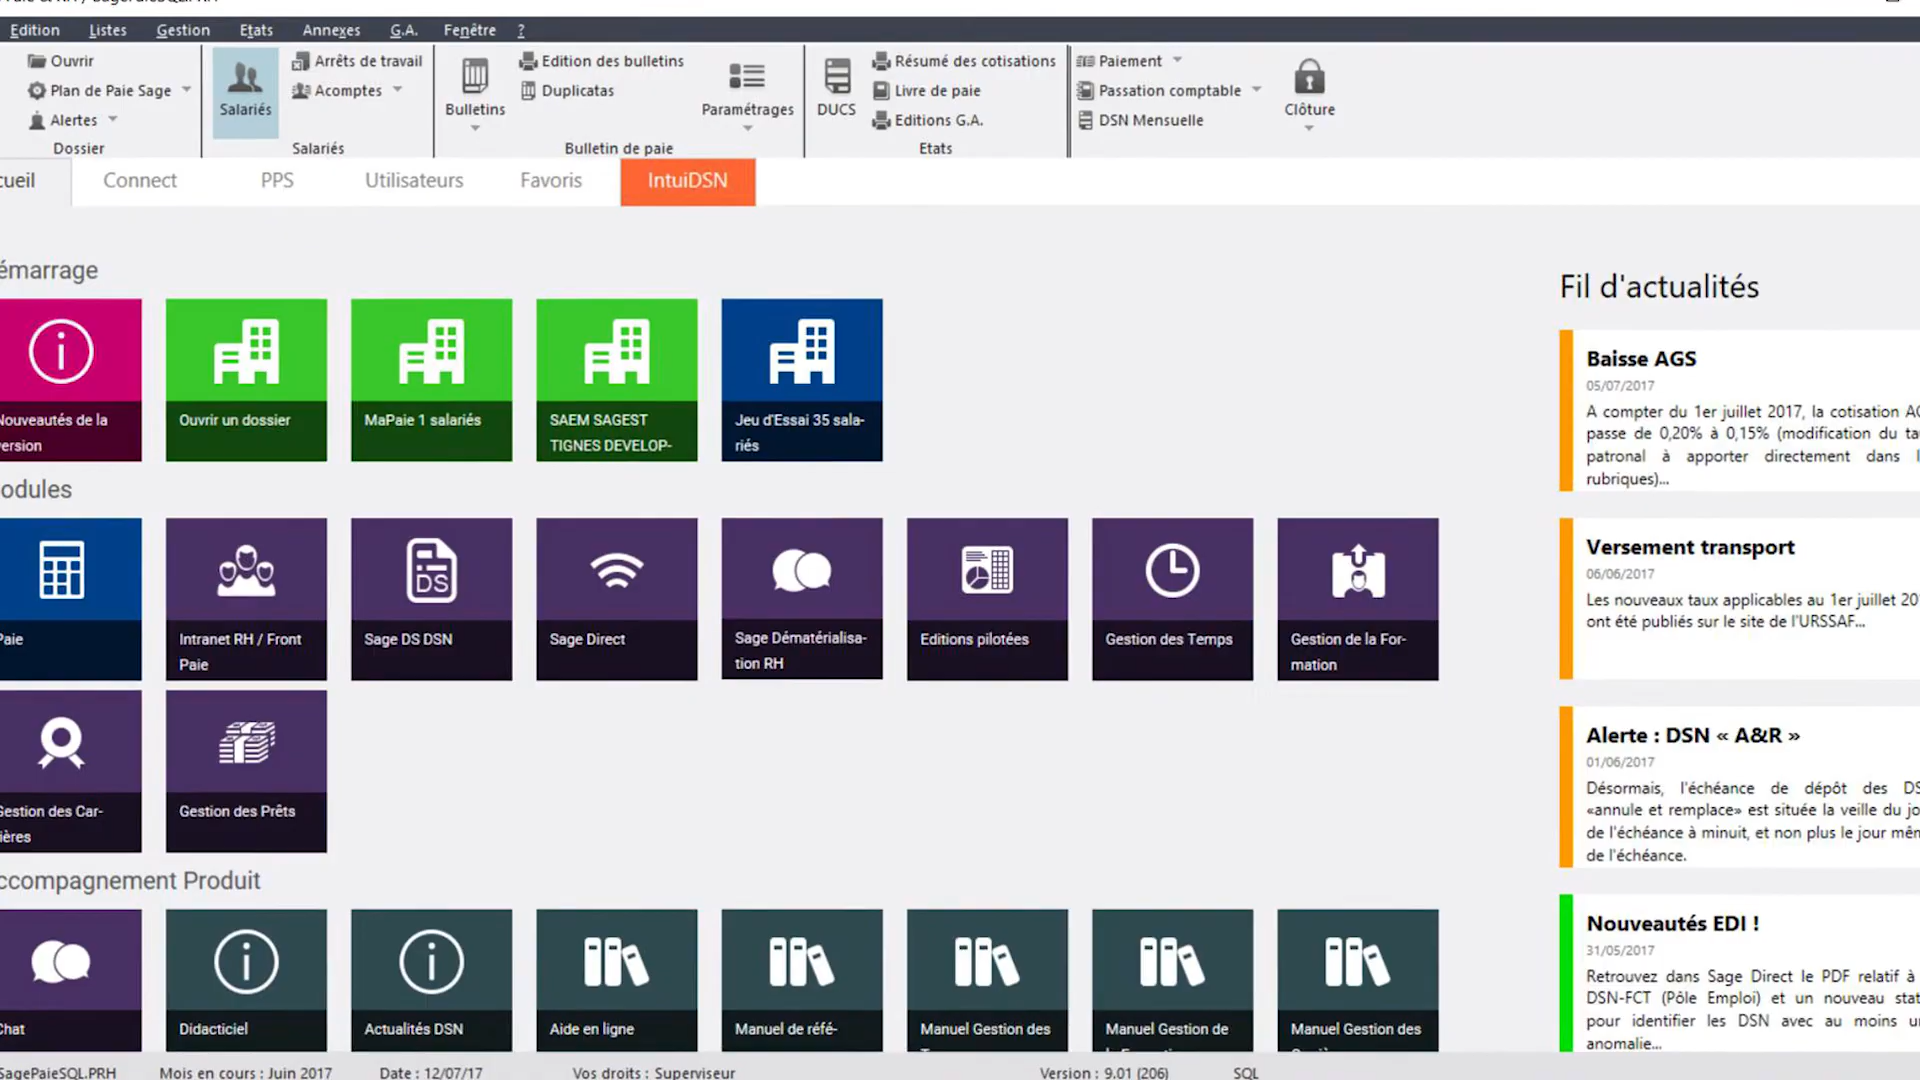 Edition Listes Gestion Etats Annexes G.A. Fenêtre ?
Ouvrir
Plan de Paie Sage
Alertes
Dossier
Salariés
Arrêts de travail
Acomptes
Salariés
Bulletins
Edition des bulletins
Duplicatas
Paramétrages
Bulletin de paie
DUCS
Résumé des cotisations
Livre de paie
Editions G.A.
Etats
Paiement
Passation comptable
DSN Mensuelle
Clôture
cueil Connect PPS Utilisateurs Favoris IntuiDSN
émarrage
Nouveautés de la
ersion
Ouvrir un dossier
MaPaie 1 salariés
SAEM SAGEST
TIGNES DEVELOP-
Jeu d'Essai 35 sala-
riés
odules
Paie
Intranet RH / Front
Paie
DS
Sage DS DSN
Sage Direct
Sage Dématérialisa-
tion RH
Editions pilotées
Gestion des Temps
Gestion de la For-
mation
Gestion des Car-
ières
Gestion des Prêts
ccompagnement Produit
Chat
Didacticiel
Actualités DSN
Aide en ligne
Manuel de réfé-
Manuel Gestion des
Manuel Gestion de
Manuel Gestion des
Fil d'actualités
Baisse AGS
05/07/2017
A compter du 1er juillet 2017, la cotisation AG
passe de 0,20% à 0,15% (modification du tau
patronal à apporter directement dans l
rubriques)...
Versement transport
06/06/2017
Les nouveaux taux applicables au 1er juillet 201
ont été publiés sur le site de l'URSSAF...
Alerte : DSN « A&R »
01/06/2017
Désormais, l'échéance de dépôt des DS
«annule et remplace» est située la veille du jo
de l'échéance à minuit, et non plus le jour mêm
de l'échéance.
Nouveautés EDI !
31/05/2017
Retrouvez dans Sage Direct le PDF relatif à
DSN-FCT (Pôle Emploi) et un nouveau stat
pour identifier les DSN avec au moins un
anomalie...
SagePaieSQL.PRH Mois en cours : Juin 2017 Date : 12/07/17 Vos droits : Superviseur Version : 9.01 (206) SQL